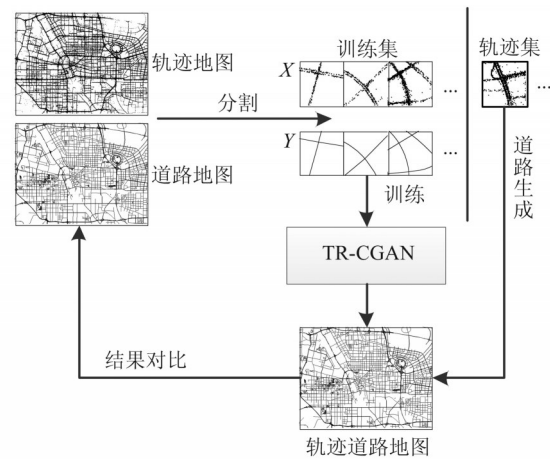 轨迹地图
道路地图
分割
训练集
X
...
Y
...
训练
轨迹集
...
道路生成
TR-CGAN
结果对比
轨迹道路地图